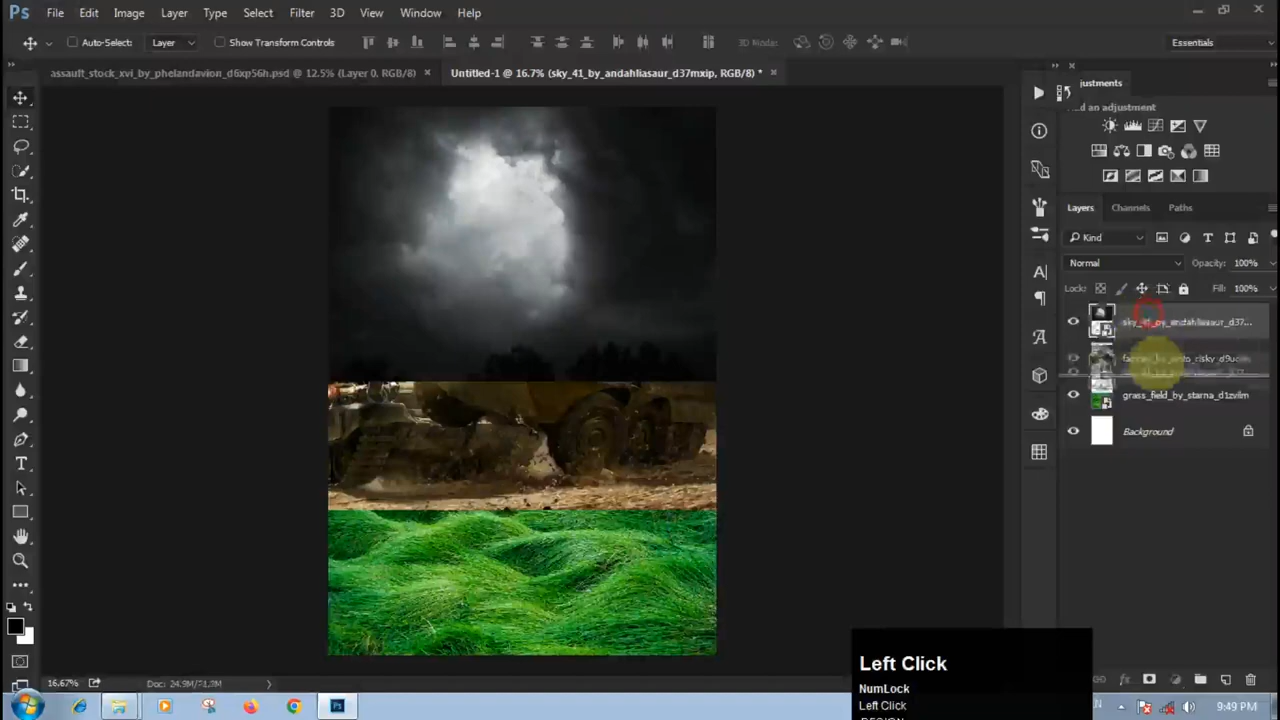 Ps File Edit Image Layer Type Select Filter 3D View Window Help
Auto-Select: Layer Show Transform Controls 3D Mode: Essentials
assault_stock_xvi_by_phelandavion_d6xp56h.psd @ 12.5% (Layer 0, RGB/8) × Untitled-1 @ 16.7% (sky_41_by_andahliasaur_d37mxip, RGB/8) * ×
djustments
Add an adjustment
Layers Channels Paths
Kind
Normal Opacity: 100%
Lock: Fill: 100%
sky_41_by_andahliasaur_d37...
grass_field_by_starna_d1zvilm
Background
Left Click
NumLock
Left Click
16.67% Doc: 24.9M/
9:49 PM